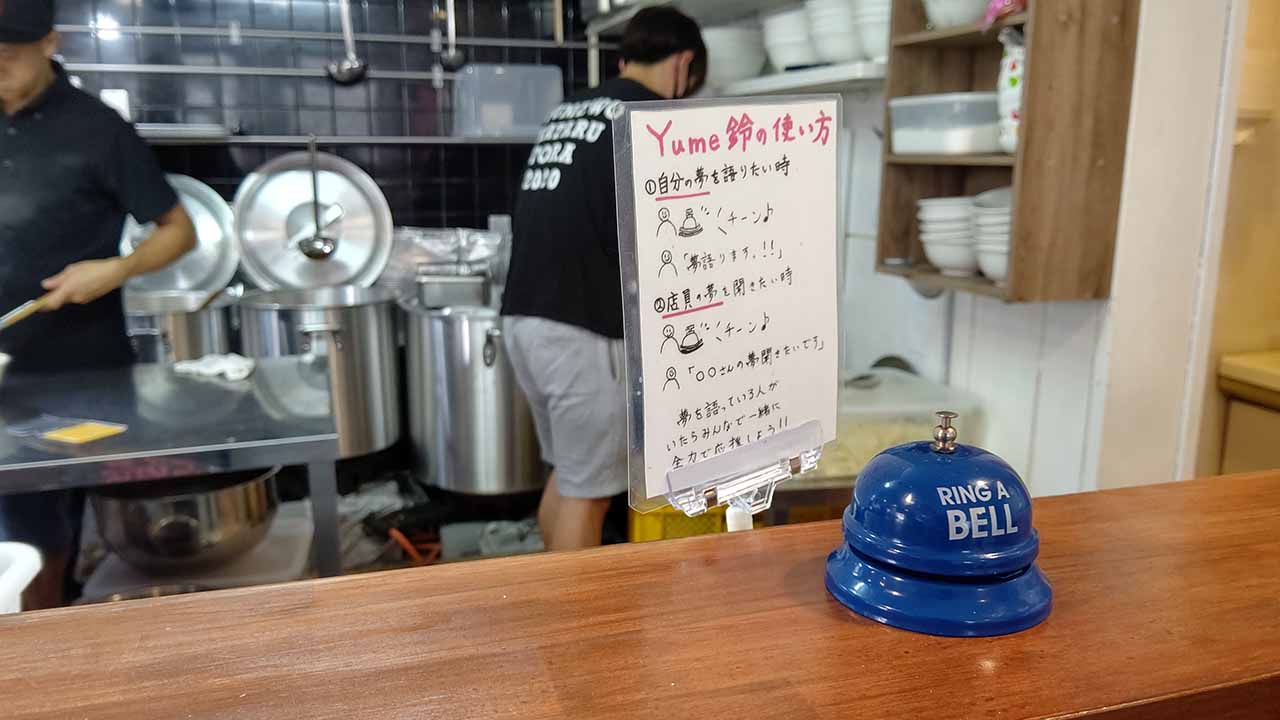 Yume 鈴の使い方
①自分の夢を語りたい時
チーン♪
「夢語ります。!!」
②店員の夢を聞きたい時
チーン♪
「○○さんの夢聞きたいです」
夢を語っている人が
いたらみんなで一緒に
全力で応援しよう!!
RING A
BELL
2020